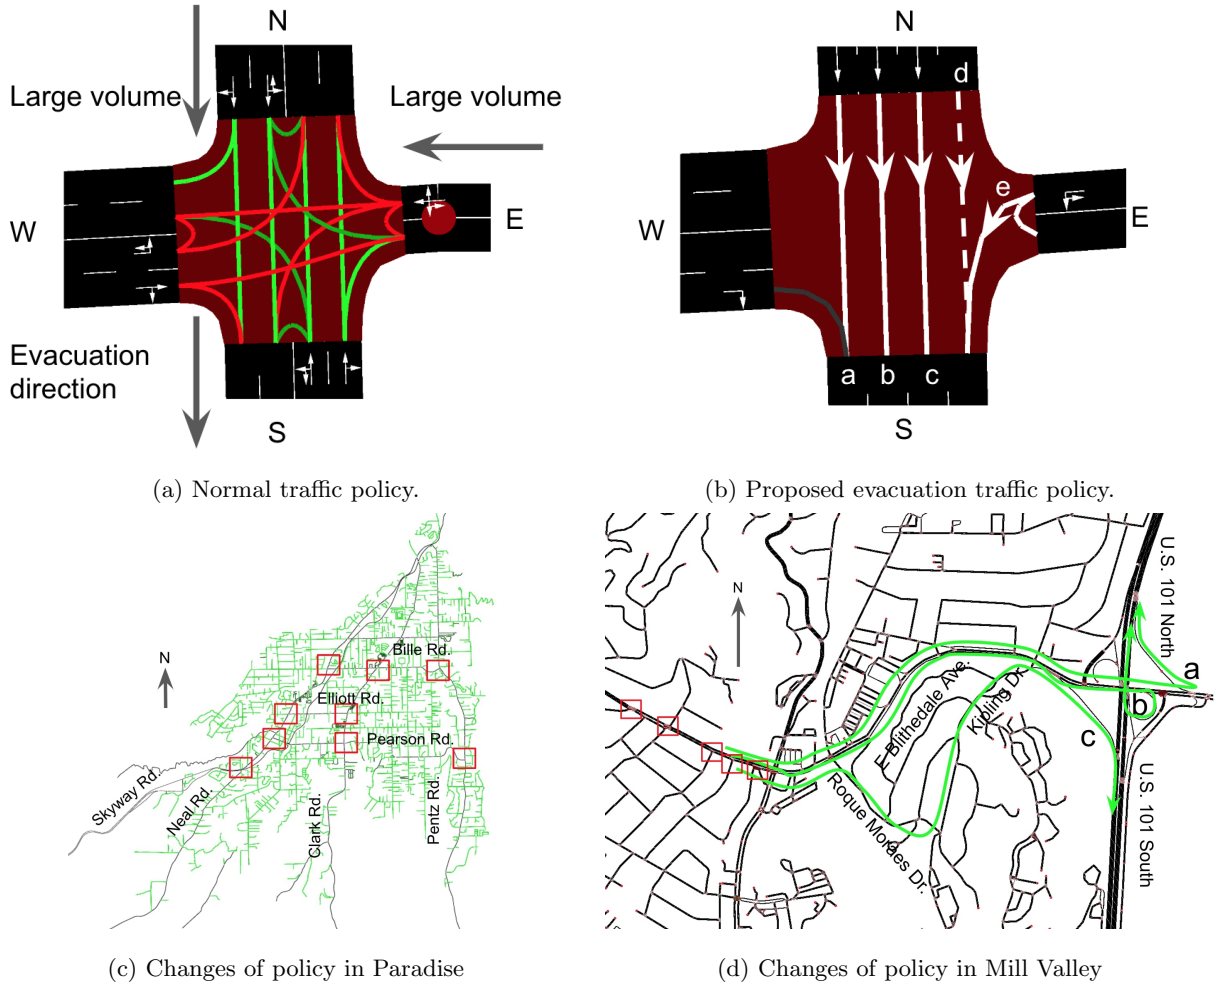 N
Large volume
Large volume
W
E
Evacuation
direction
S
(a) Normal traffic policy.
N
d
e
W
E
a
b
c
S
(b) Proposed evacuation traffic policy.
N
Bille Rd.
Elliott Rd.
Pearson Rd.
Skyway Rd.
Neal Rd.
Clark Rd.
Pentz Rd.
(c) Changes of policy in Paradise
N
U.S. 101 North
a
b
c
E Blithedale Ave.
Kipling Dr.
Roque Moraes Dr.
U.S. 101 South
(d) Changes of policy in Mill Valley